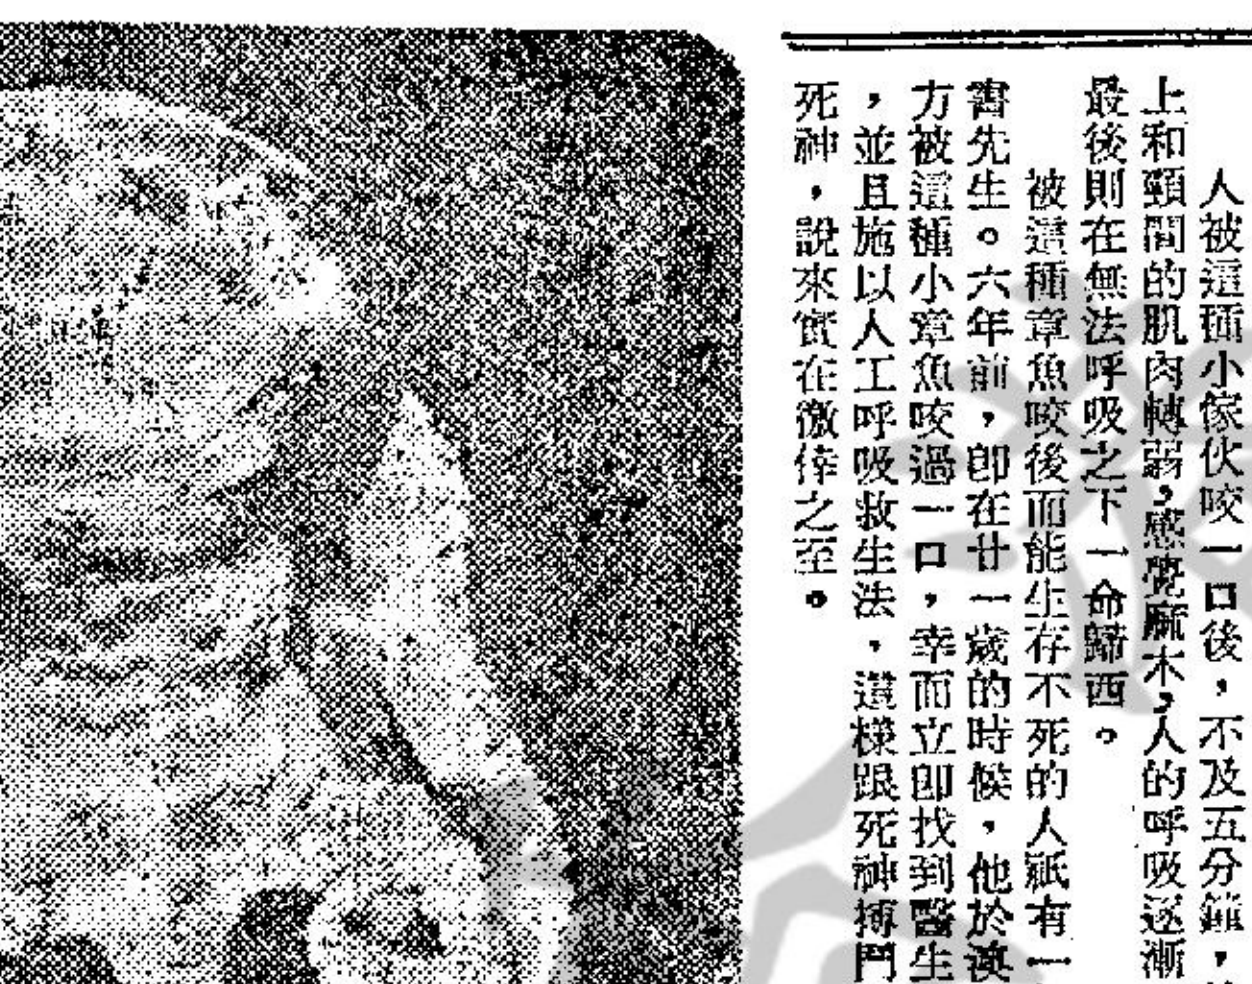 人被這種小傢伙咬一口後，不及五分鐘，
上和頸間的肌肉轉弱，感覺麻木，人的呼吸逐漸
最後則在無法呼吸之下一命歸西。
被這種章魚咬後而能生存不死的人祇有一
書先生。六年前，卽在廿一歲的時候，他於澳
方被這種小章魚咬過一口，幸而立卽找到醫生
，並且施以人工呼吸救生法，這樣跟死神搏鬥
死神，說來實在僥倖之至。